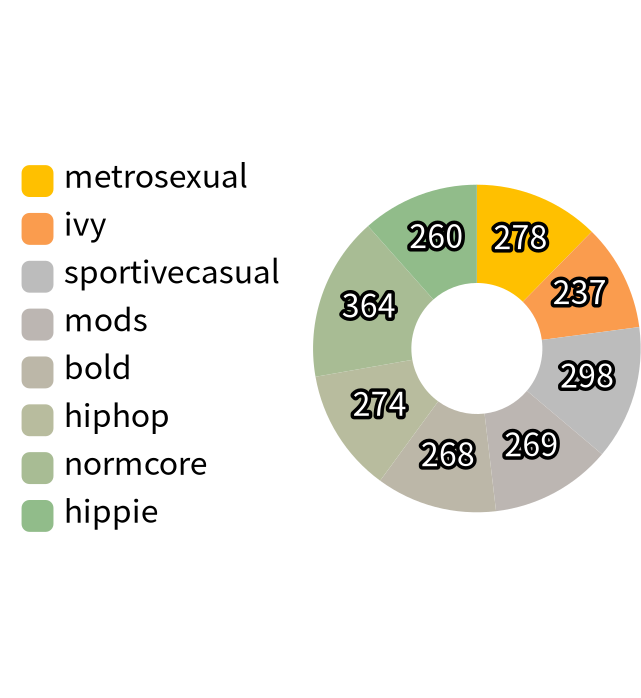 metrosexual
ivy
sportivecasual
mods
bold
hiphop
normcore
hippie
260
278
237
364
298
274
269
268